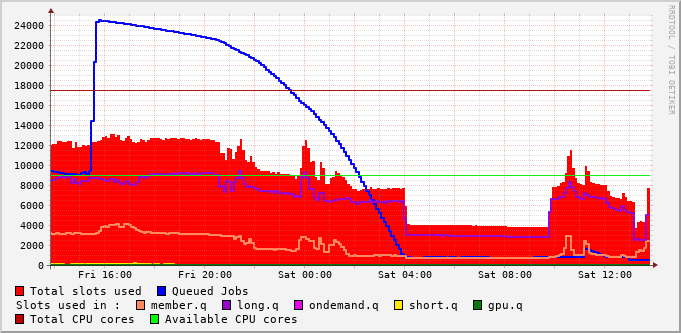 24000
22000
20000
18000
16000
14000
12000
10000
8000
6000
4000
2000
0
Fri 16:00 Fri 20:00 Sat 00:00 Sat 04:00 Sat 08:00 Sat 12:00
RRDTOOL / TOBI OETIKER
Total slots used Queued Jobs
Slots used in : member.q long.q ondemand.q short.q gpu.q
Total CPU cores Available CPU cores